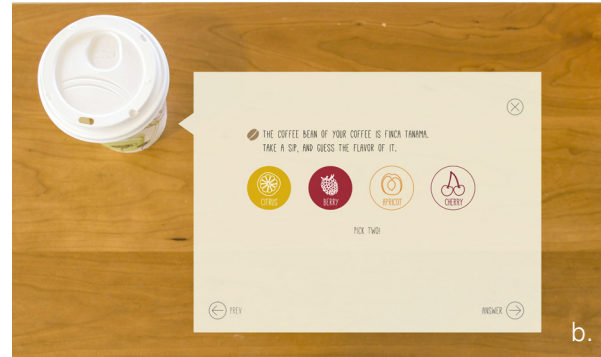 THE COFFEE BEAN OF YOUR COFFEE IS FINCA TANAMA.
TAKE A SIP, AND GUESS THE FLAVOR OF IT.
CITRUS BERRY APRICOT CHERRY
PICK TWO!
PREV ANSWER
b.